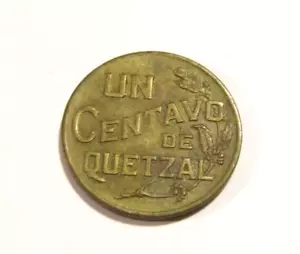 UN
CENTAVO
DE
QUETZAL